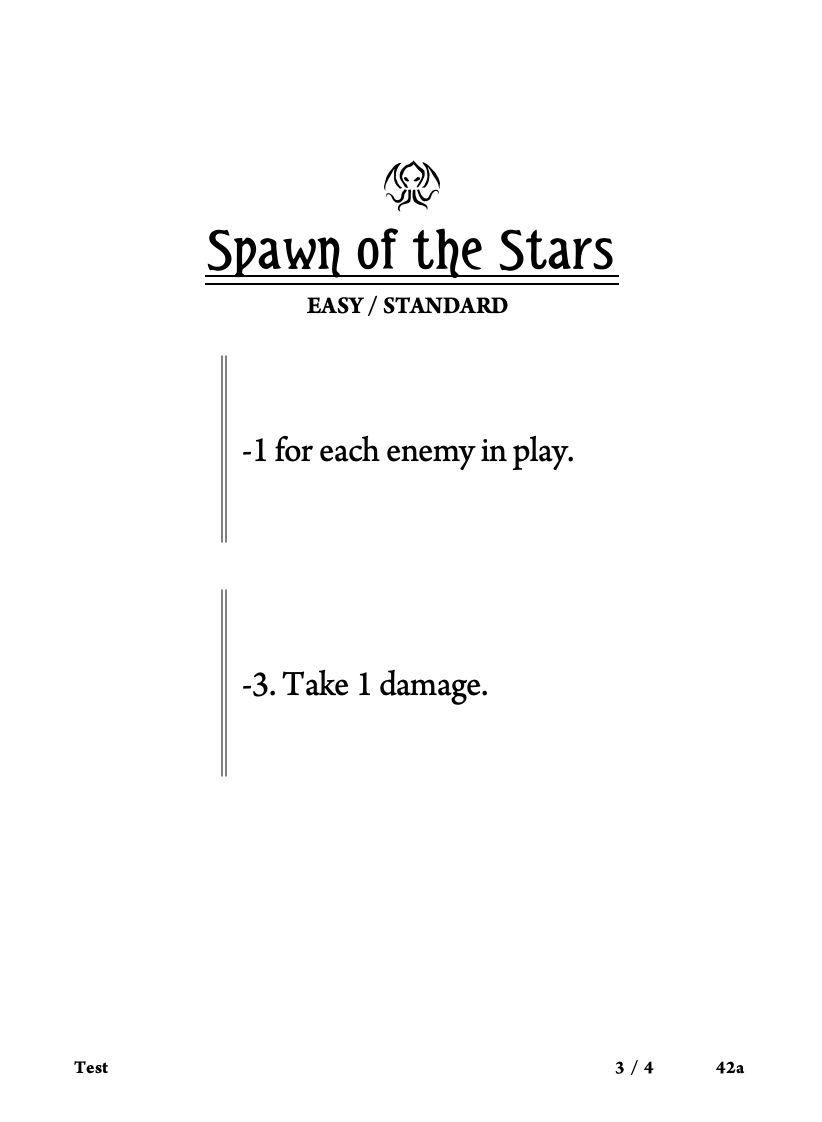 Spawn of the Stars
EASY / STANDARD
-1 for each enemy in play.
-3. Take 1 damage.
Test 3 / 4 42a